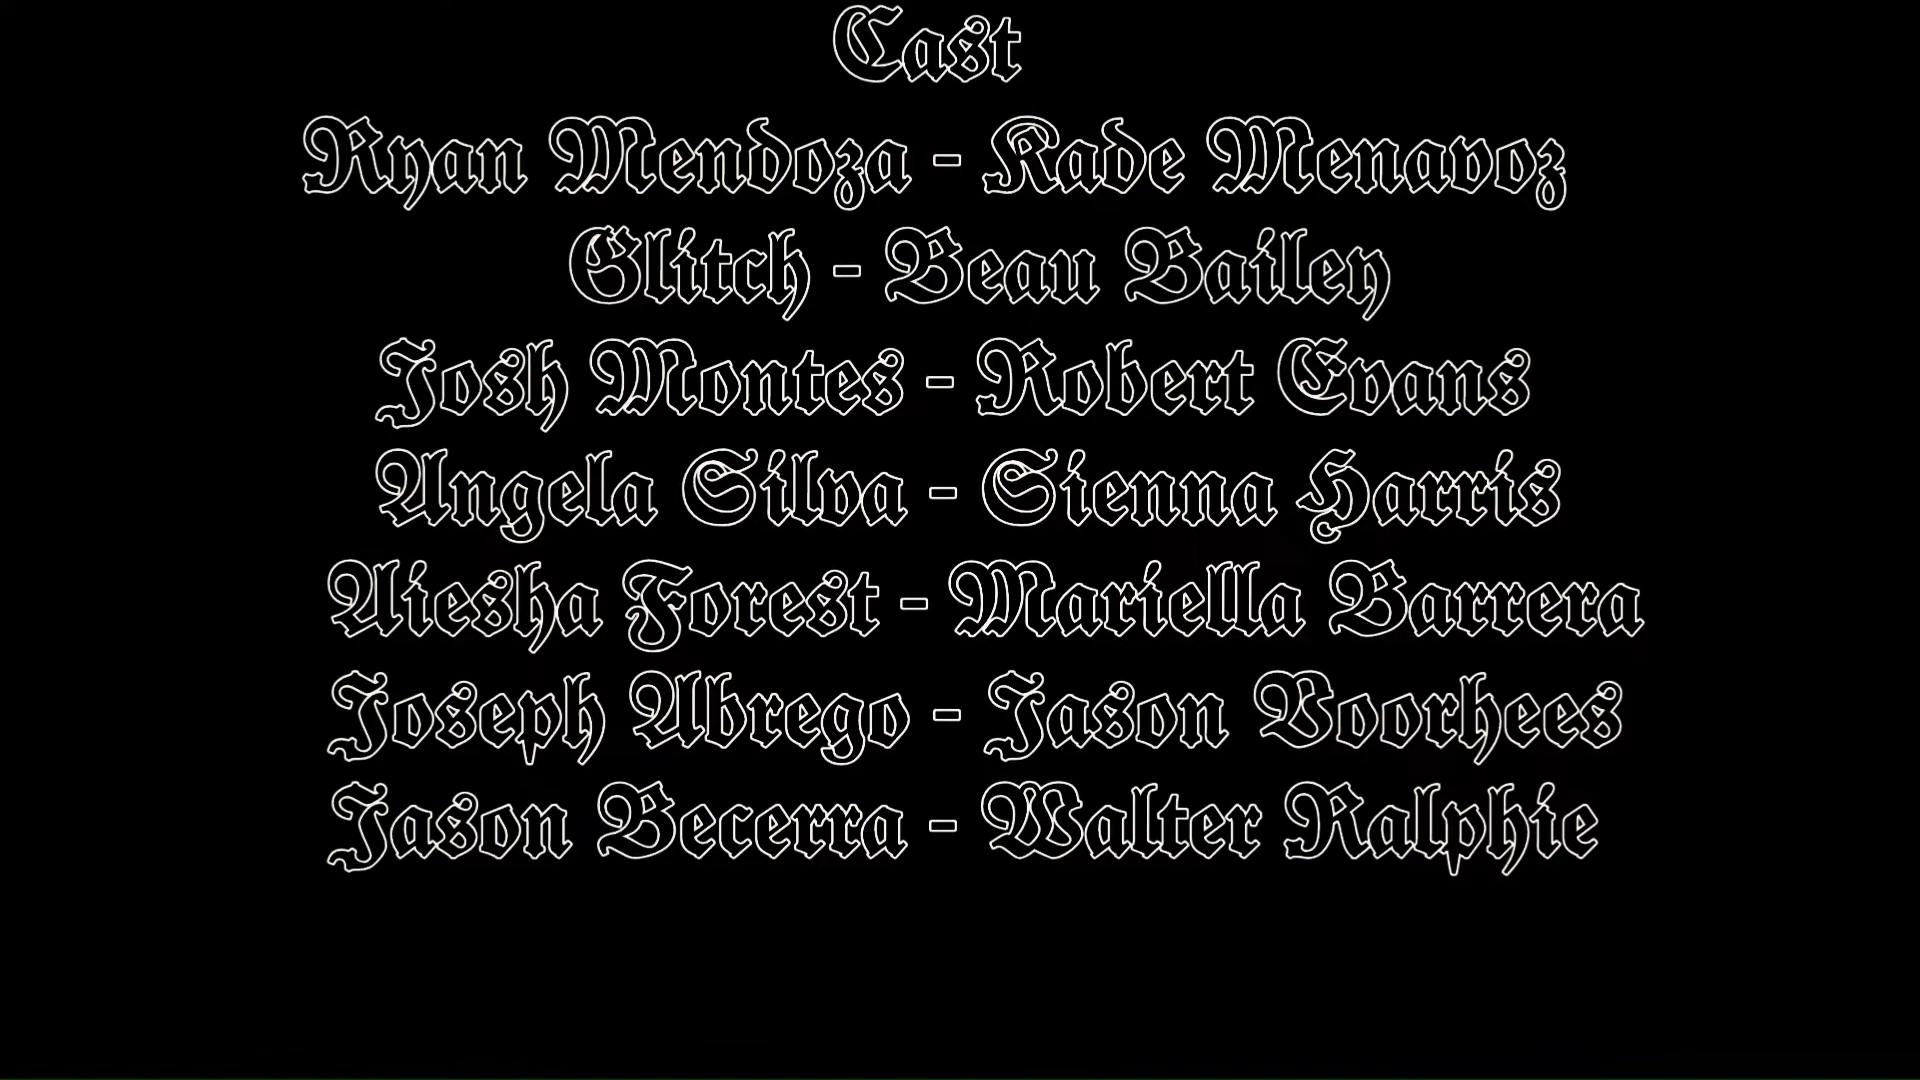 Cast
Ryan Mendoza - Kade Menavoz
Glitch - Beau Bailey
Josh Montes - Robert Evans
Angela Silva - Sienna Harris
Aiesha Forest - Mariella Barrera
Joseph Abrego - Jason Voorhees
Jason Becerra - Walter Ralphie